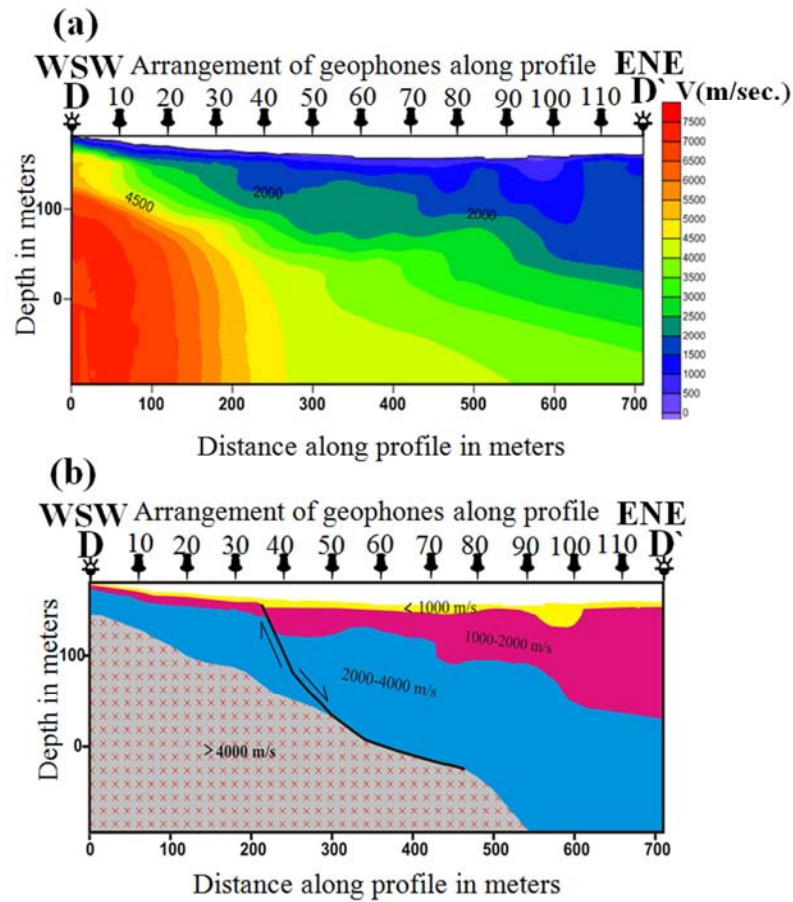 (a)
WSW Arrangement of geophones along profile ENE
D 10 20 30 40 50 60 70 80 90 100 110 D` V(m/sec.)
7500
7000
6500
6000
5500
5000
4500
4000
3500
3000
2500
2000
1500
1000
500
0
4500
2000
2000
Depth in meters
100
0
0 100 200 300 400 500 600 700
Distance along profile in meters
(b)
WSW Arrangement of geophones along profile ENE
D 10 20 30 40 50 60 70 80 90 100 110 D`
< 1000 m/s
1000-2000 m/s
2000-4000 m/s
> 4000 m/s
Depth in meters
100
0
0 100 200 300 400 500 600 700
Distance along profile in meters